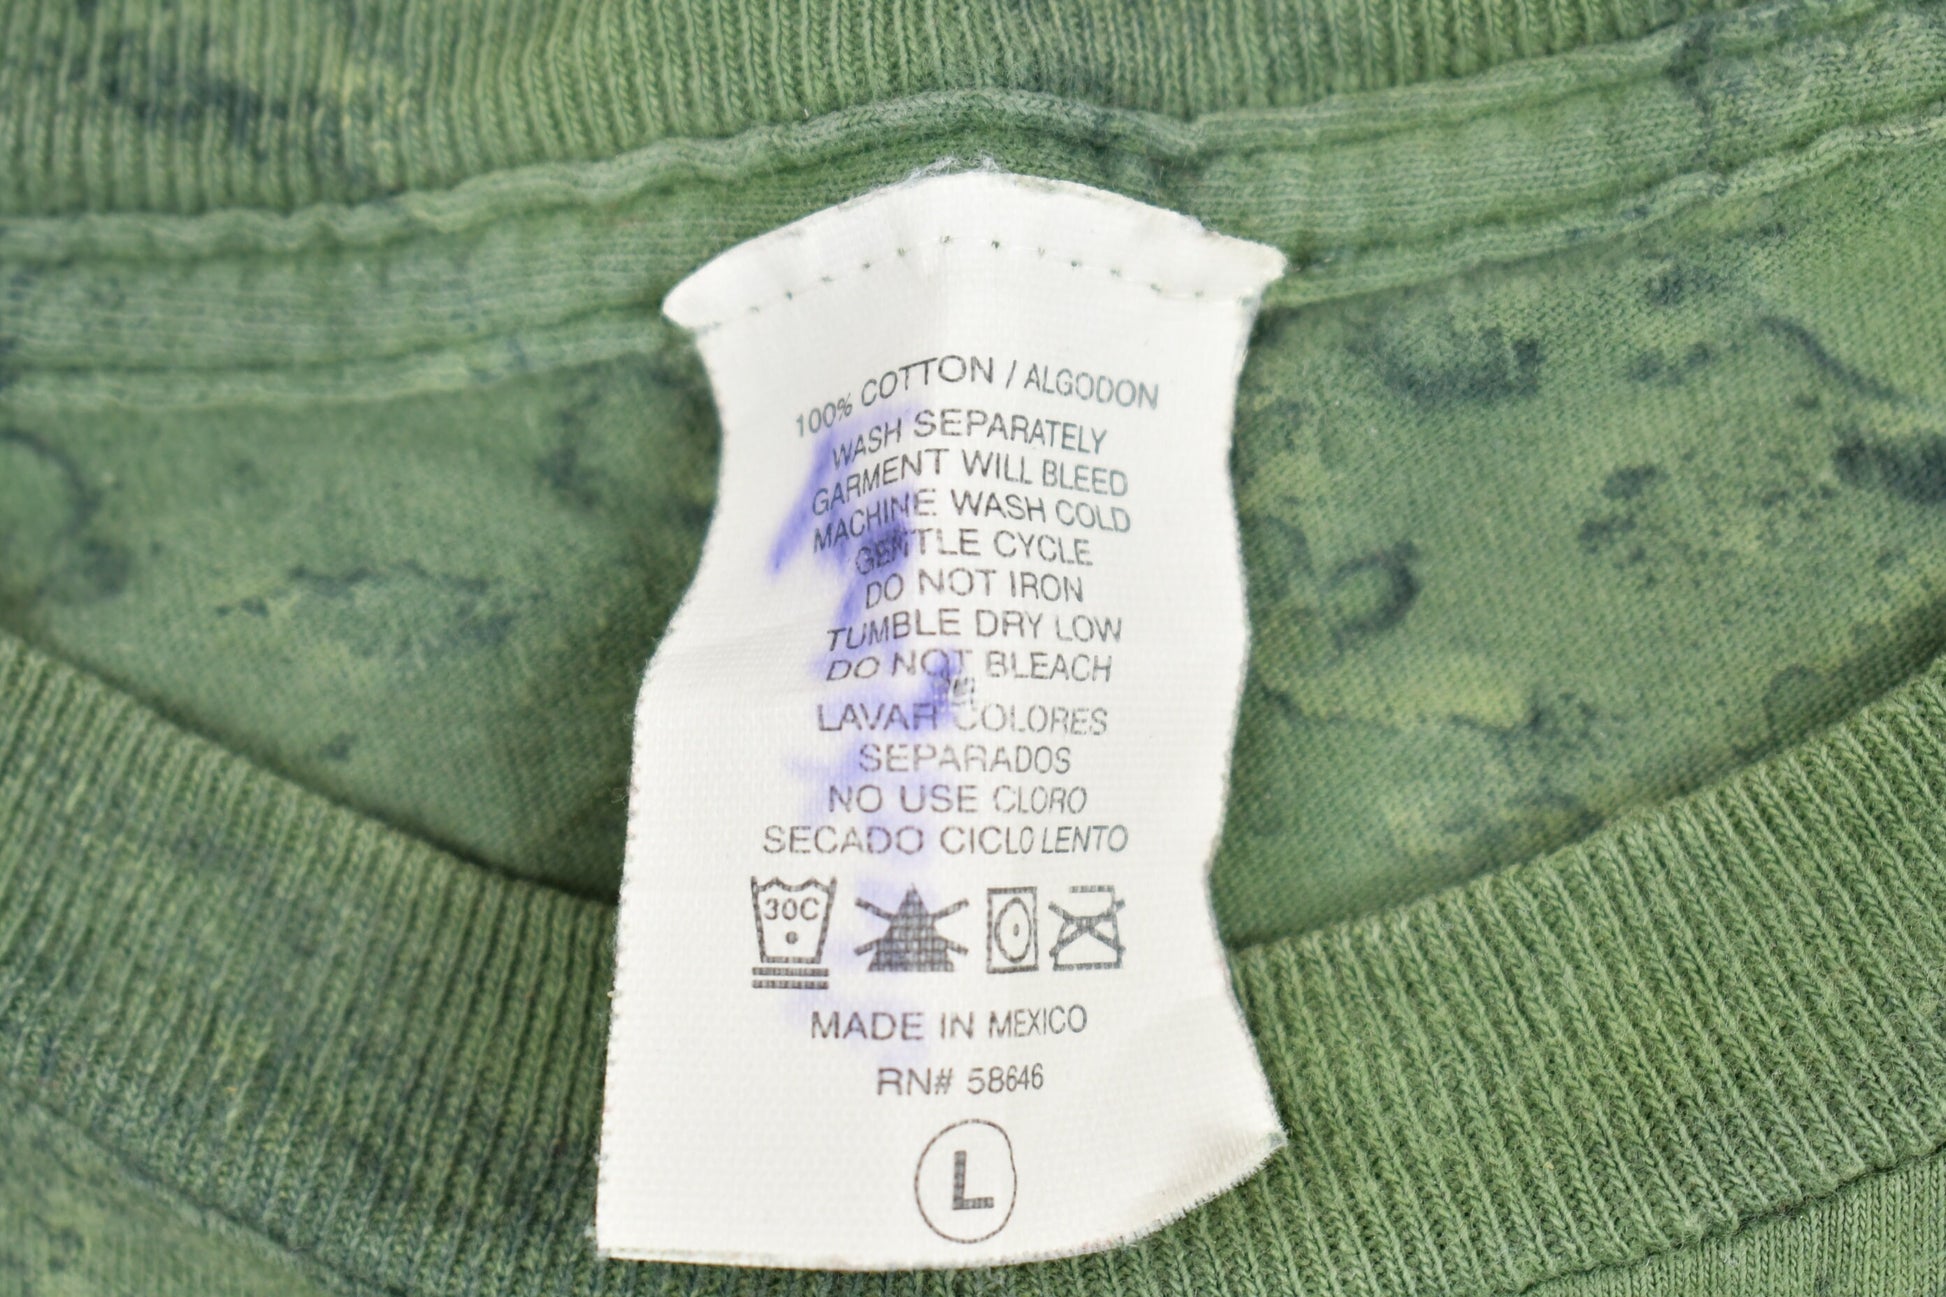 100% COTTON / ALGODON
WASH SEPARATELY
GARMENT WILL BLEED
MACHINE WASH COLD
GENTLE CYCLE
DO NOT IRON
TUMBLE DRY LOW
DO NOT BLEACH
LAVAR COLORES
SEPARADOS
NO USE CLORO
SECADO CICLO LENTO
30C
MADE IN MEXICO
RN# 58646
L